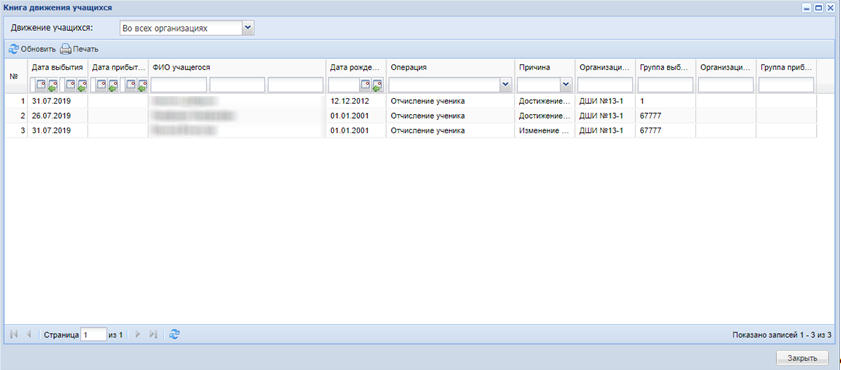 Книга движения учащихся
Движение учащихся: Во всех организациях
Обновить Печать
№ Дата выбытия Дата прибыт... ФИО учащегося Дата рожде... Операция Причина Организаци... Группа выб... Организаци... Группа приб...
1 31.07.2019 12.12.2012 Отчисление ученика Достижение... ДШИ №13-1 1
2 26.07.2019 01.01.2001 Отчисление ученика Достижение... ДШИ №13-1 67777
3 31.07.2019 01.01.2001 Отчисление ученика Изменение ... ДШИ №13-1 67777
Страница 1 из 1 Показано записей 1 - 3 из 3
Закрыть